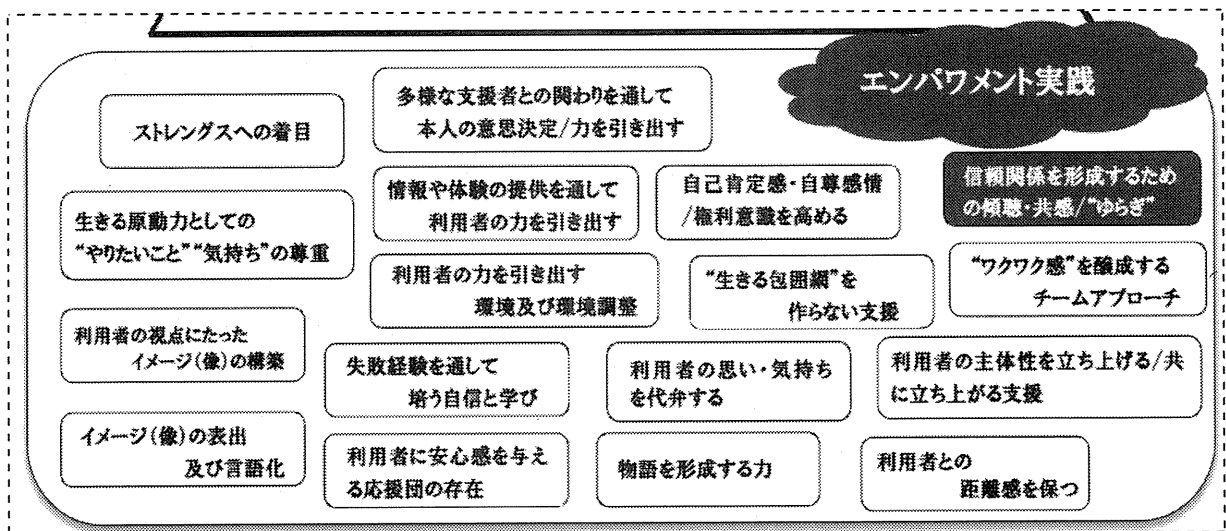 エンパワメント実践
ストレングスへの着目
多様な支援者との関わりを通して
本人の意思決定/力を引き出す
情報や体験の提供を通して
利用者の力を引き出す
自己肯定感・自尊感情
/権利意識を高める
信頼関係を形成するため
の傾聴・共感/“ゆらぎ”
生きる原動力としての
“やりたいこと”“気持ち”の尊重
利用者の力を引き出す
環境及び環境調整
“生きる包囲網”を
作らない支援
“ワクワク感”を醸成する
チームアプローチ
利用者の視点にたった
イメージ(像)の構築
失敗経験を通して
培う自信と学び
利用者の思い・気持ち
を代弁する
利用者の主体性を立ち上げる/共
に立ち上がる支援
イメージ(像)の表出
及び言語化
利用者に安心感を与え
る応援団の存在
物語を形成する力
利用者との
距離感を保つ